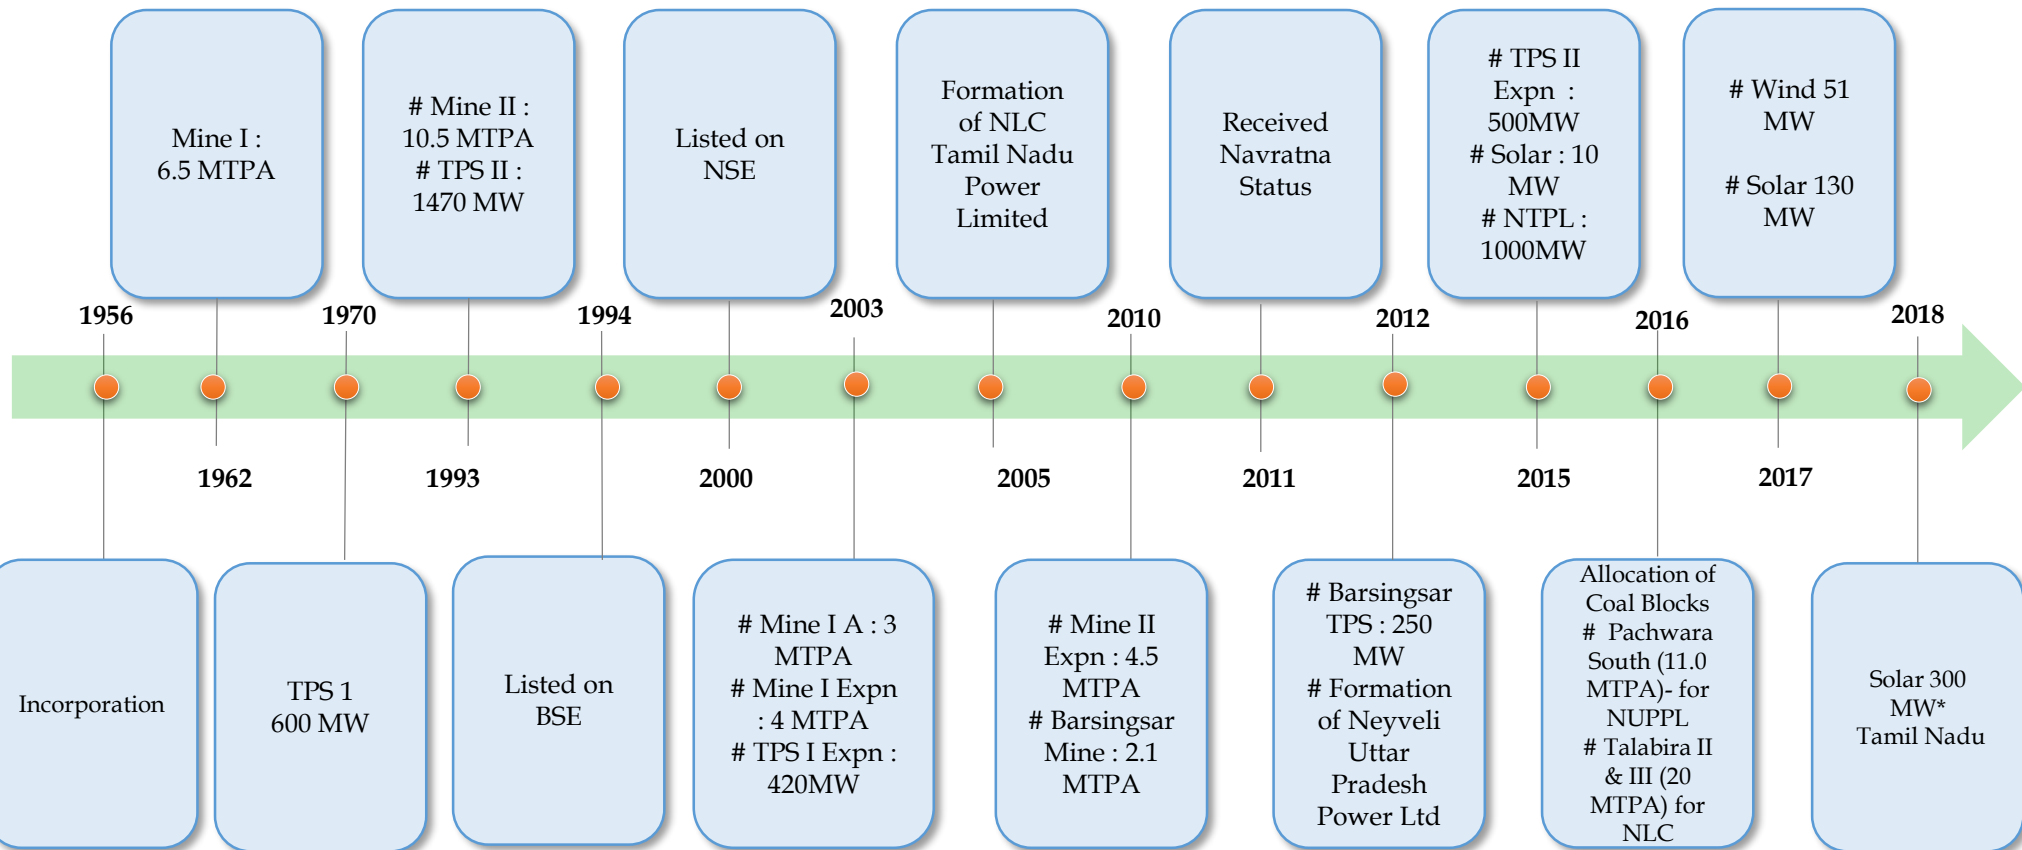 Mine I :
6.5 MTPA
# Mine II :
10.5 MTPA
# TPS II :
1470 MW
Listed on
NSE
Formation
of NLC
Tamil Nadu
Power
Limited
Received
Navratna
Status
# TPS II
Expn :
500MW
# Solar : 10
MW
# NTPL :
1000MW
# Wind 51
MW
# Solar 130
MW
1956
1970
1994
2003
2010
2012
2016
2018
1962
1993
2000
2005
2011
2015
2017
Incorporation
TPS 1
600 MW
Listed on
BSE
# Mine I A : 3
MTPA
# Mine I Expn
: 4 MTPA
# TPS I Expn :
420MW
# Mine II
Expn : 4.5
MTPA
# Barsingsar
Mine : 2.1
MTPA
# Barsingsar
TPS : 250
MW
# Formation
of Neyveli
Uttar
Pradesh
Power Ltd
Allocation of
Coal Blocks
# Pachwara
South (11.0
MTPA)- for
NUPPL
# Talabira II
& III (20
MTPA) for
NLC
Solar 300
MW*
Tamil Nadu